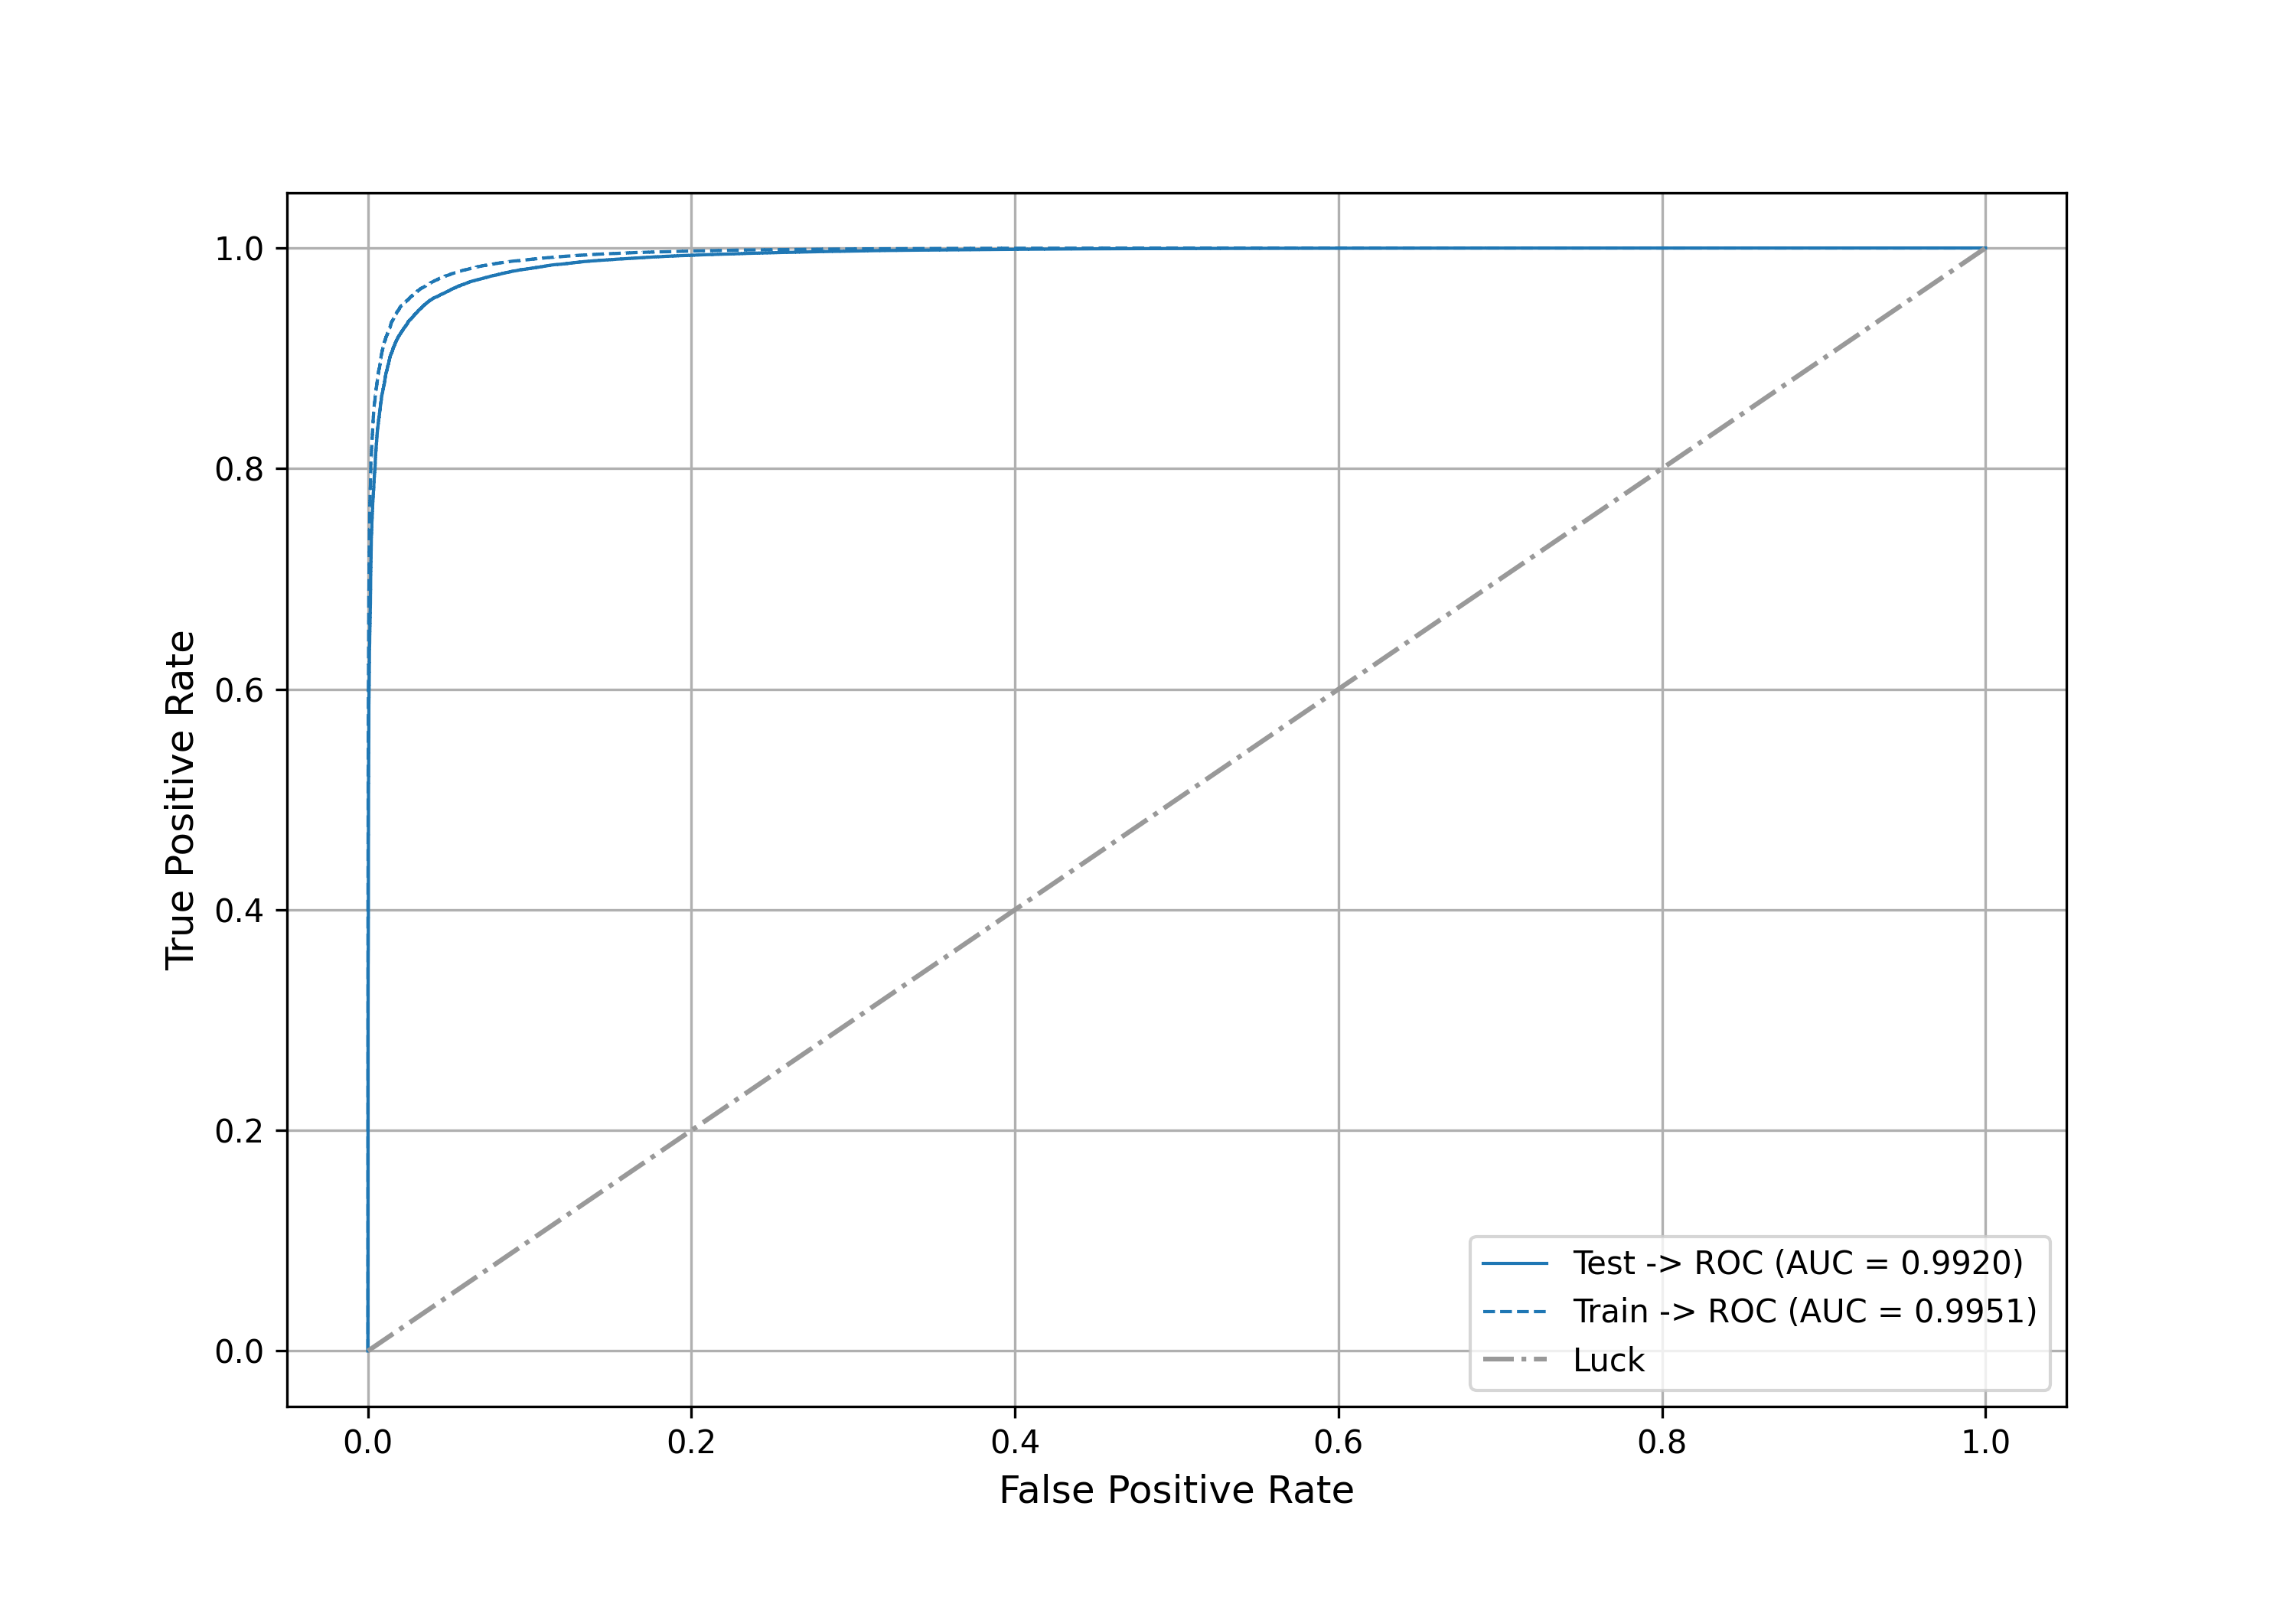 1.0
0.8
0.6
0.4
0.2
0.0
True Positive Rate
Test -> ROC (AUC = 0.9920)
Train -> ROC (AUC = 0.9951)
Luck
0.0 0.2 0.4 0.6 0.8 1.0
False Positive Rate